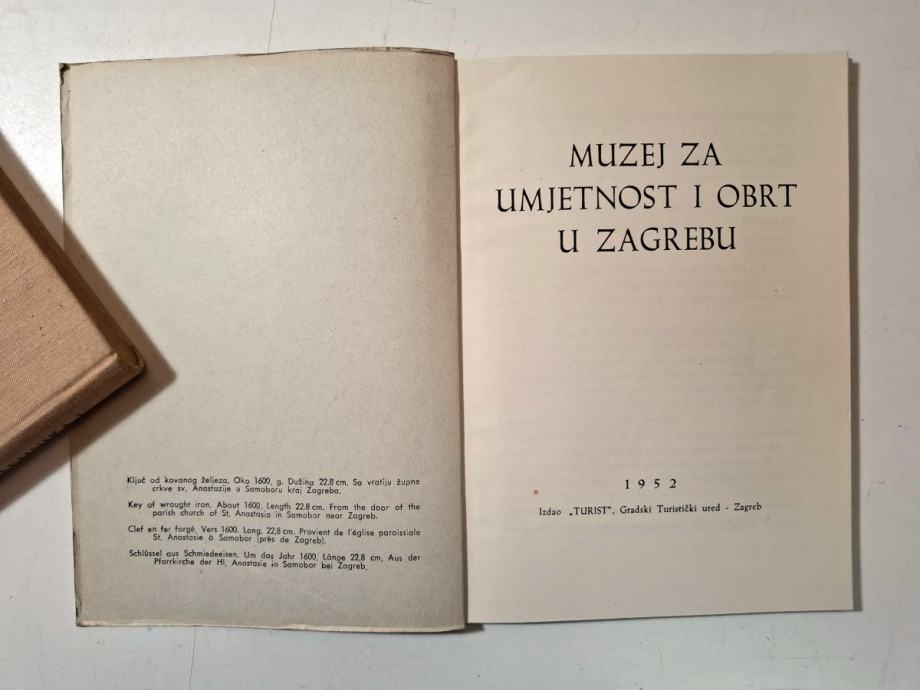 Ključ od kovanog željeza. Oko 1600. g. Dužina 22,8 cm. Sa vratiju župne
crkve sv. Anastazije u Samoboru kraj Zagreba.
Key of wrought iron. About 1600. Length 22.8 cm. From the door of the
parish church of St. Anastasia in Samobor near Zagreb.
Clef en fer forgé. Vers 1600. Long. 22,8 cm. Provient de l'église paroissiale
St. Anastasie à Samobor (près de Zagreb).
Schlüssel aus Schmiedeeisen. Um das Jahr 1600. Länge 22,8 cm. Aus der
Pfarrkirche der Hl. Anastasie in Samobor bei Zagreb.
MUZEJ ZA
UMJETNOST I OBRT
U ZAGREBU
1952
Izdao „TURIST", Gradski Turistički ured - Zagreb